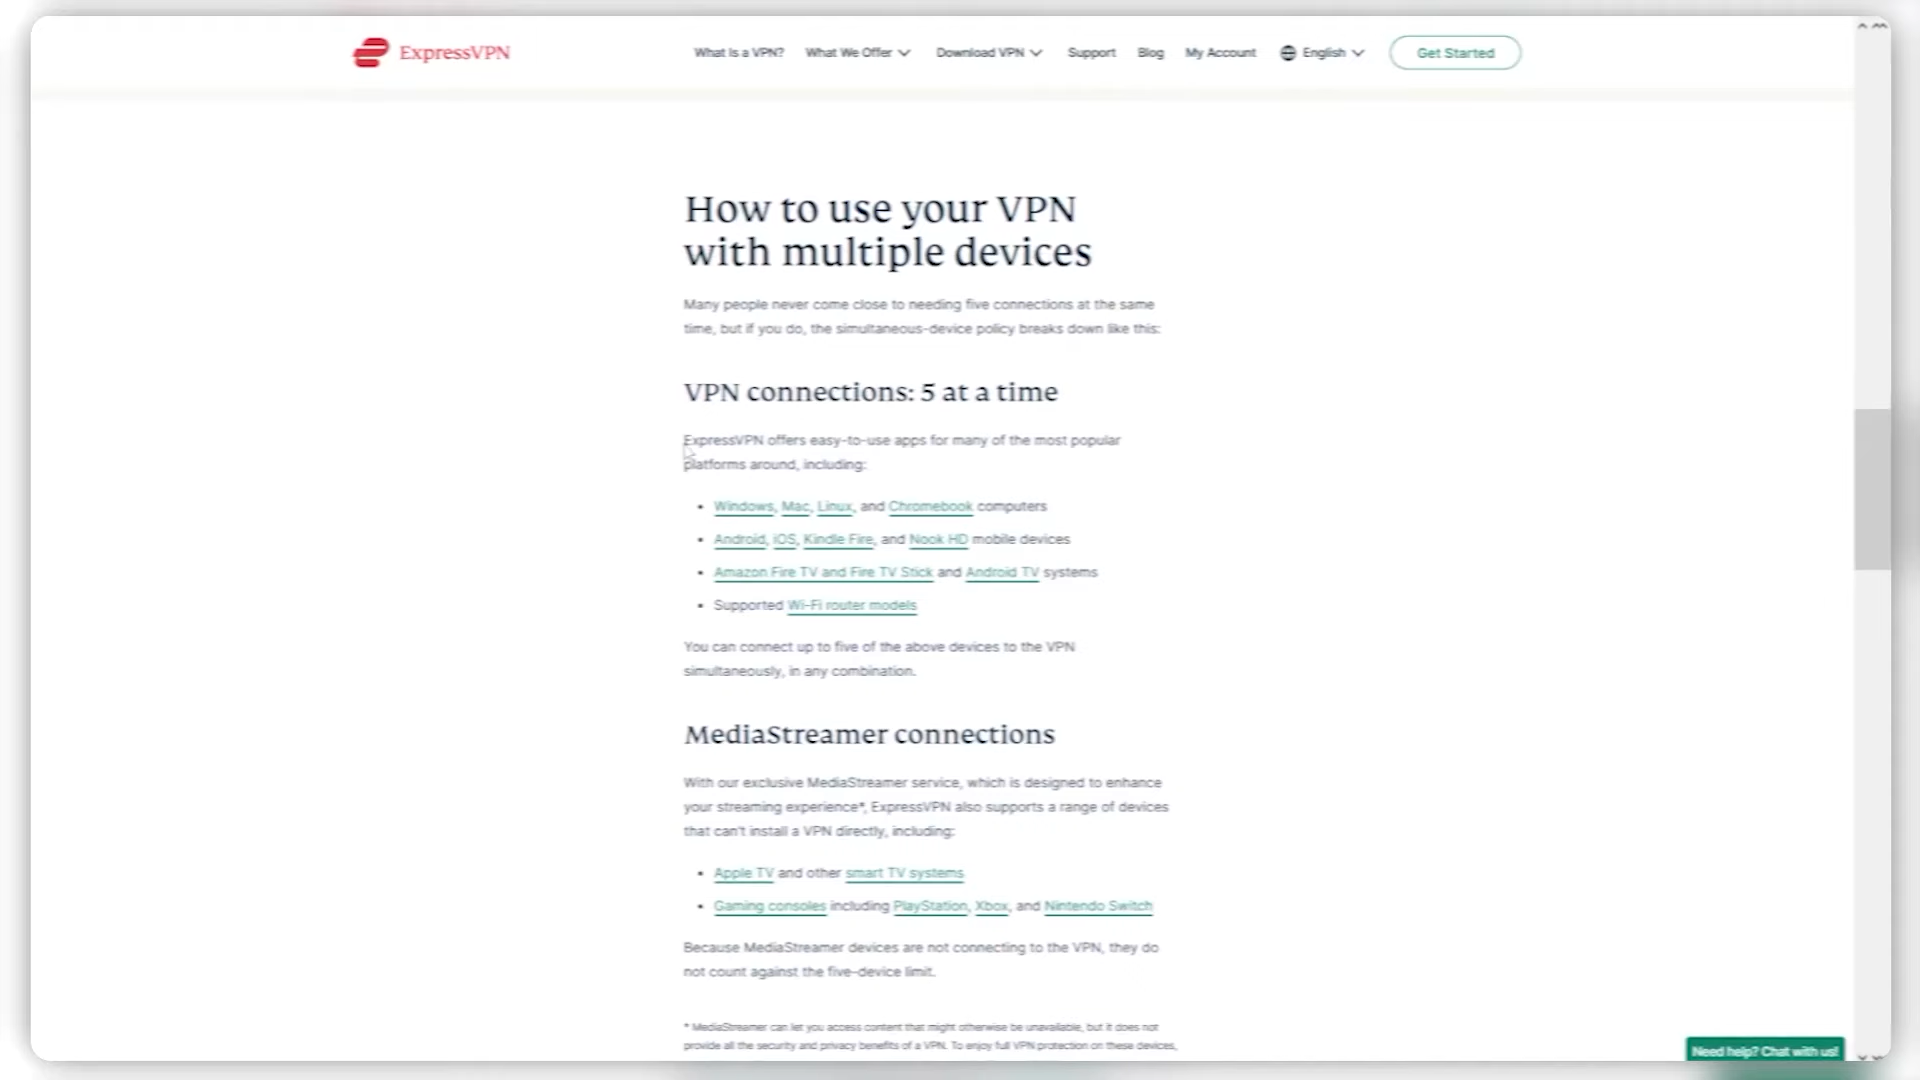 ExpressVPN
What Is a VPN? What We Offer Download VPN Support Blog My Account English Get Started
How to use your VPN
with multiple devices
Many people never come close to needing five connections at the same
time, but if you do, the simultaneous-device policy breaks down like this:
VPN connections: 5 at a time
ExpressVPN offers easy-to-use apps for many of the most popular
platforms around, including:
• Windows, Mac, Linux, and Chromebook computers
• Android, iOS, Kindle Fire, and Nook HD mobile devices
• Amazon Fire TV and Fire TV Stick and Android TV systems
• Supported Wi-Fi router models
You can connect up to five of the above devices to the VPN
simultaneously, in any combination.
MediaStreamer connections
With our exclusive MediaStreamer service, which is designed to enhance
your streaming experience*, ExpressVPN also supports a range of devices
that can't install a VPN directly, including:
• Apple TV and other smart TV systems
• Gaming consoles including PlayStation, Xbox, and Nintendo Switch
Because MediaStreamer devices are not connecting to the VPN, they do
not count against the five-device limit.
* MediaStreamer can let you access content that might otherwise be unavailable, but it does not
provide all the security and privacy benefits of a VPN. To enjoy full VPN protection on these devices,
Need help? Chat with us!